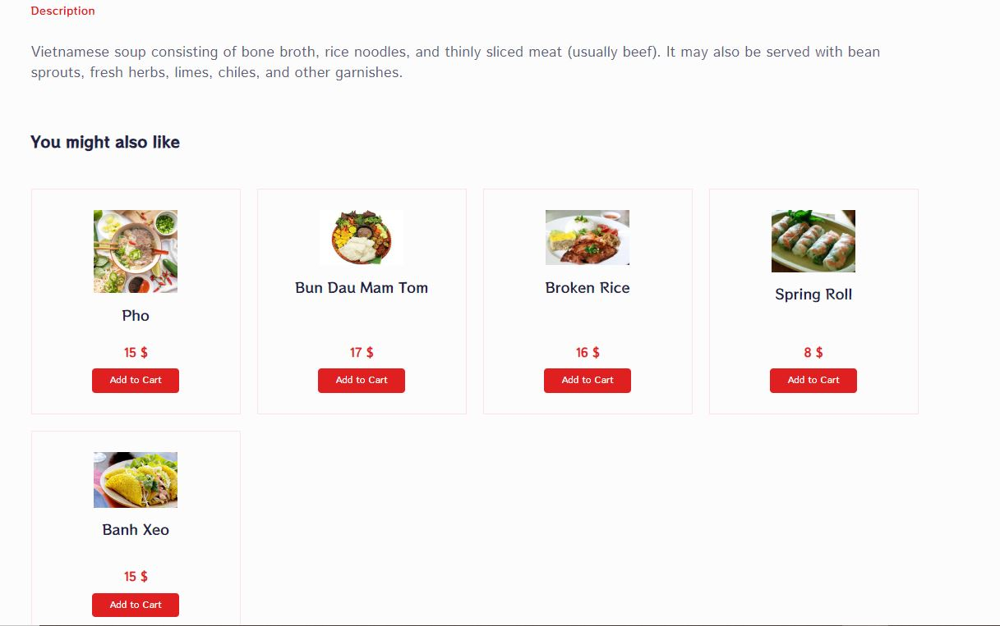 Description
Vietnamese soup consisting of bone broth, rice noodles, and thinly sliced meat (usually beef). It may also be served with bean
sprouts, fresh herbs, limes, chiles, and other garnishes.
You might also like
Pho
15 $
Add to Cart
Bun Dau Mam Tom
17 $
Add to Cart
Broken Rice
16 $
Add to Cart
Spring Roll
8 $
Add to Cart
Banh Xeo
15 $
Add to Cart